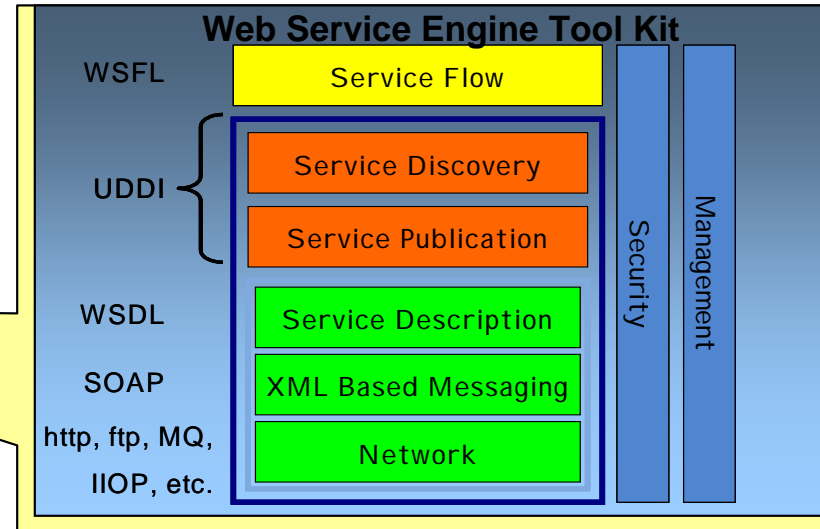 Web Service Engine Tool Kit
WSFL
Service Flow
UDDI
Service Discovery
Service Publication
WSDL
Service Description
SOAP
XML Based Messaging
http, ftp, MQ,
IIOP, etc.
Network
Security
Management